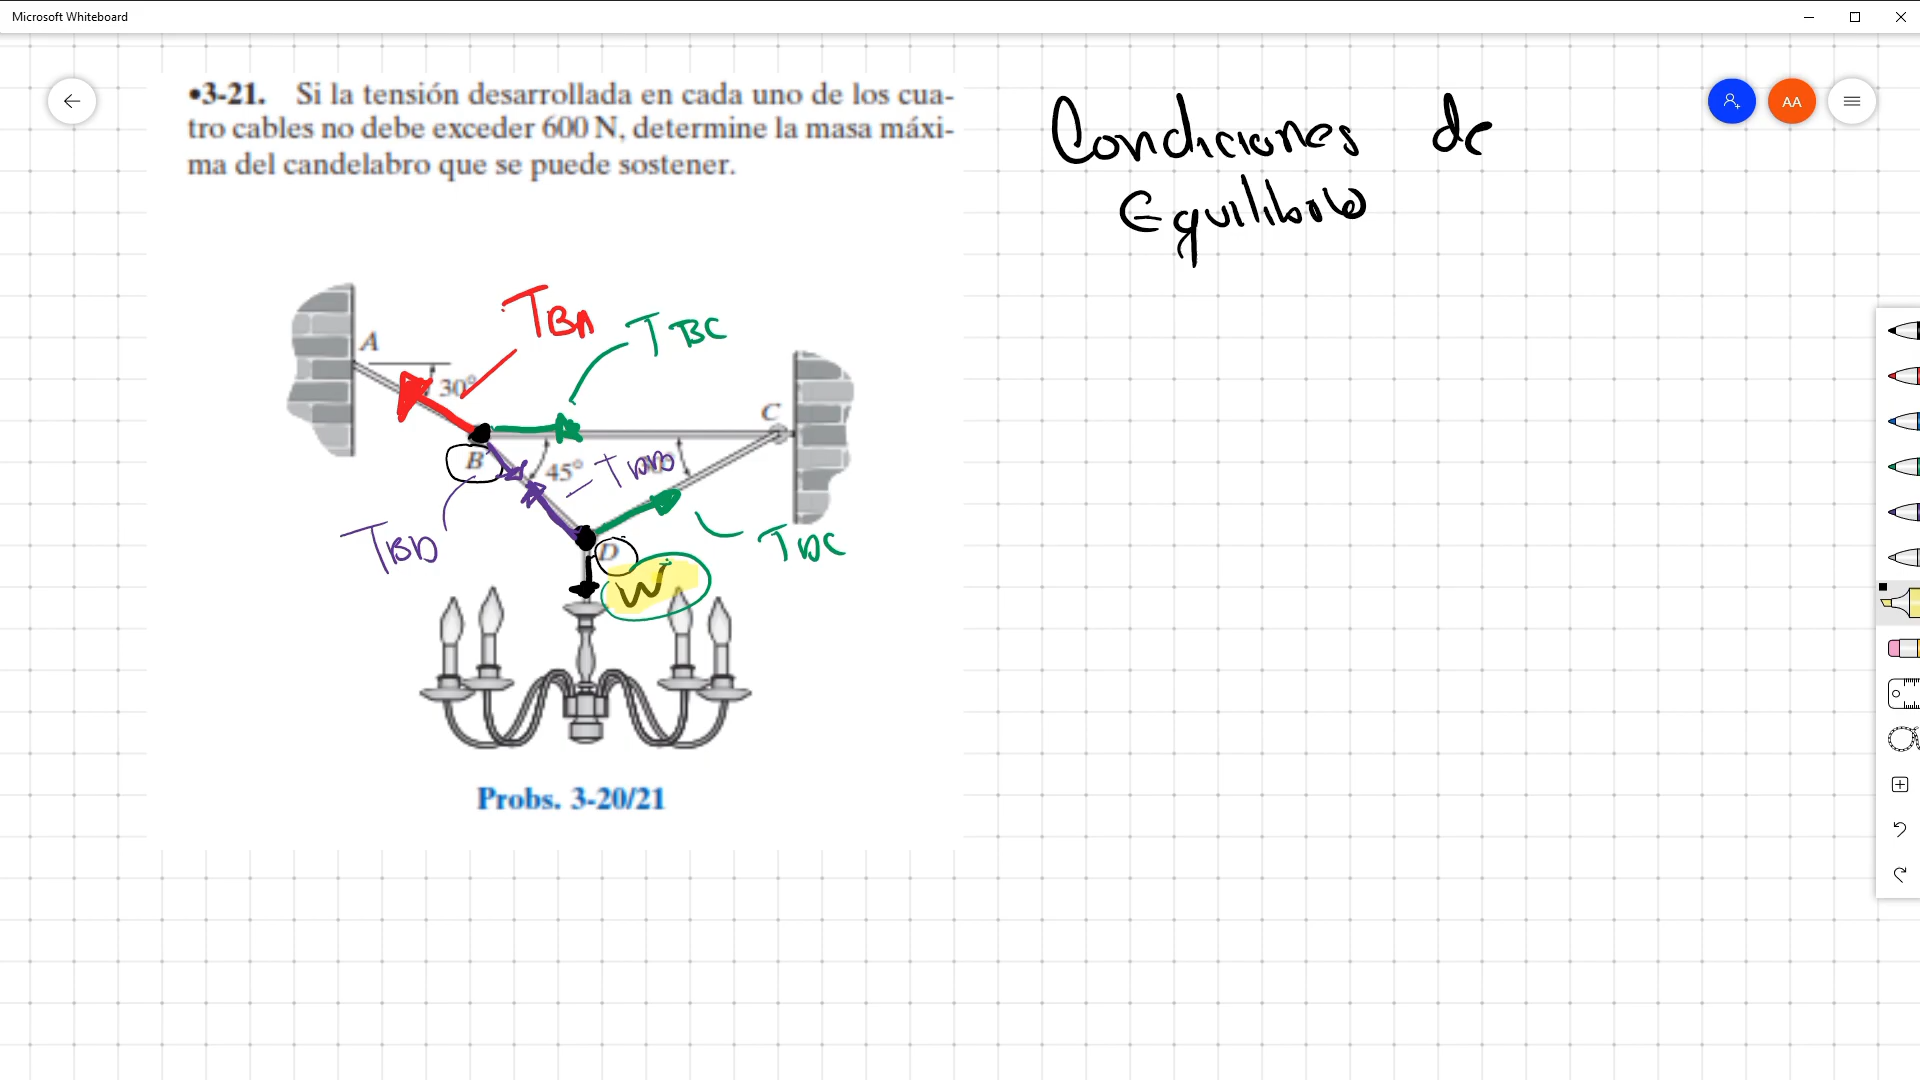 Microsoft Whiteboard
•3-21. Si la tensión desarrollada en cada uno de los cua-
tro cables no debe exceder 600 N, determine la masa máxi-
ma del candelabro que se puede sostener.
Condiciones de
Equilibrio
AA
TBA
TBC
A
30°
C
B
45°
TBD
D
TDC
W
Probs. 3-20/21